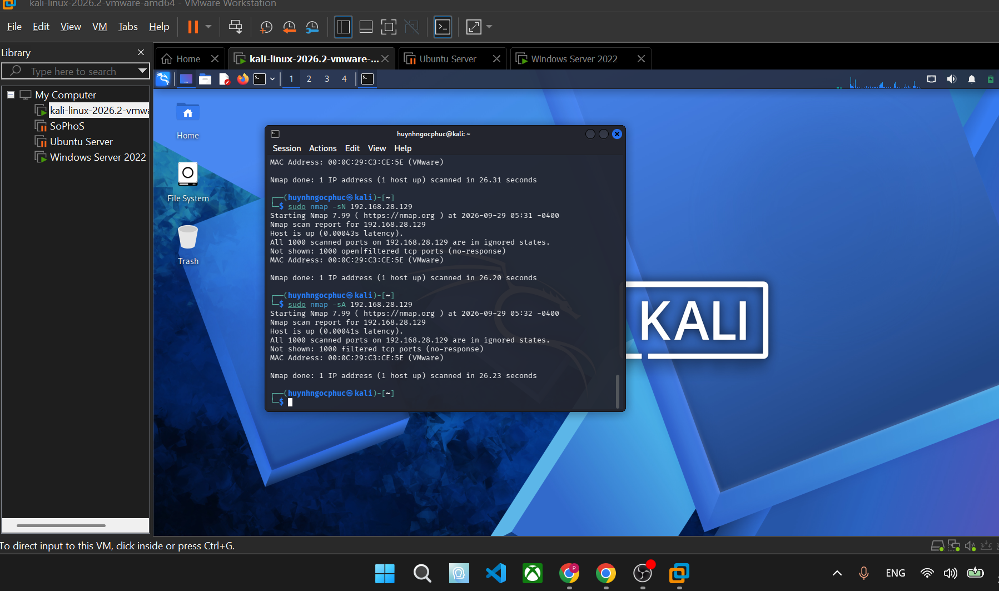 kali-linux-2026.2-vmware-amd64 - VMware Workstation
File Edit View VM Tabs Help
Library
Type here to search
My Computer
kali-linux-2026.2-vmwa
SoPhoS
Ubuntu Server
Windows Server 2022
Home
kali-linux-2026.2-vmware-...
Ubuntu Server
Windows Server 2022
1 2 3 4
Home
File System
Trash
huynhngocphuc@kali: ~
Session Actions Edit View Help
MAC Address: 00:0C:29:C3:CE:5E (VMware)
Nmap done: 1 IP address (1 host up) scanned in 26.31 seconds
┌──(huynhngocphuc㉿kali)-[~]
└─$ sudo nmap -sN 192.168.28.129
Starting Nmap 7.99 ( https://nmap.org ) at 2026-09-29 05:31 -0400
Nmap scan report for 192.168.28.129
Host is up (0.00043s latency).
All 1000 scanned ports on 192.168.28.129 are in ignored states.
Not shown: 1000 open|filtered tcp ports (no-response)
MAC Address: 00:0C:29:C3:CE:5E (VMware)
Nmap done: 1 IP address (1 host up) scanned in 26.20 seconds
┌──(huynhngocphuc㉿kali)-[~]
└─$ sudo nmap -sA 192.168.28.129
Starting Nmap 7.99 ( https://nmap.org ) at 2026-09-29 05:32 -0400
Nmap scan report for 192.168.28.129
Host is up (0.00041s latency).
All 1000 scanned ports on 192.168.28.129 are in ignored states.
Not shown: 1000 filtered tcp ports (no-response)
MAC Address: 00:0C:29:C3:CE:5E (VMware)
Nmap done: 1 IP address (1 host up) scanned in 26.23 seconds
┌──(huynhngocphuc㉿kali)-[~]
└─$
KALI
To direct input to this VM, click inside or press Ctrl+G.
P
ENG